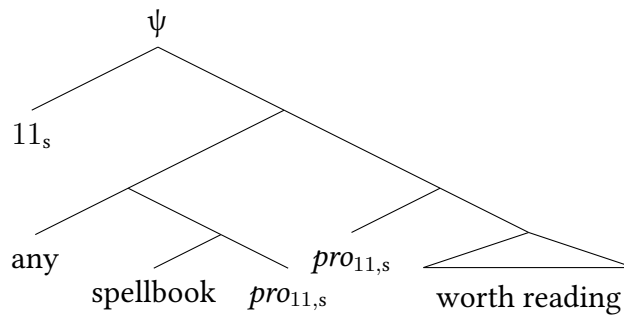 ψ
11ₛ
any
spellbook
pro₁₁,ₛ
pro₁₁,ₛ
worth reading